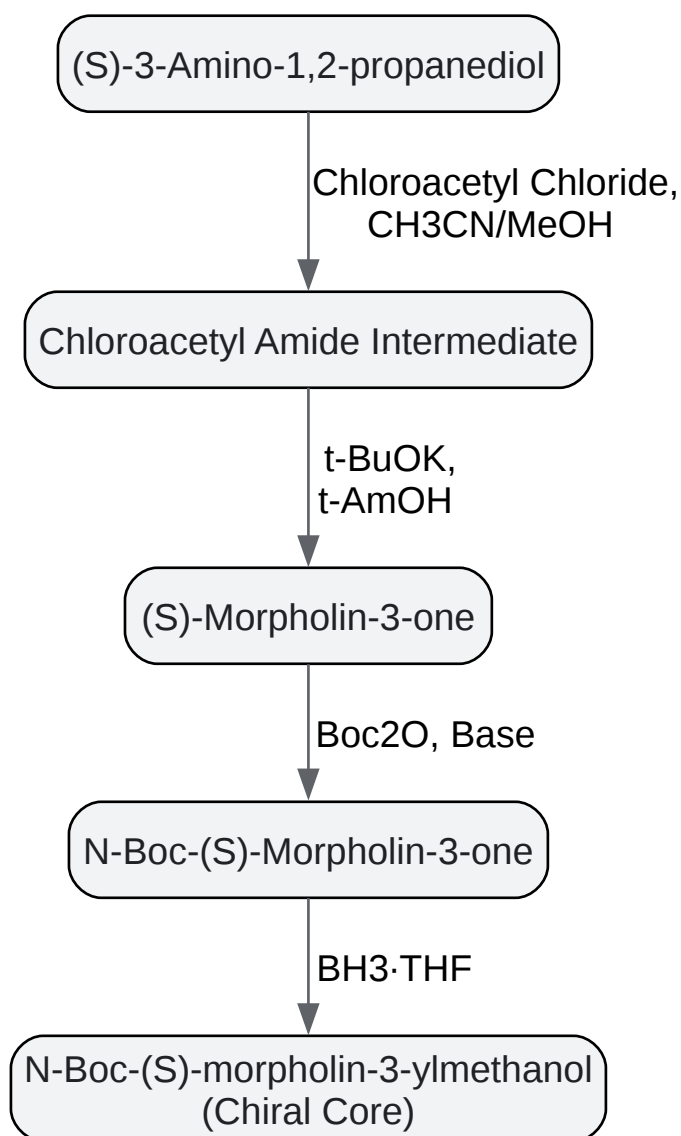 (S)-3-Amino-1,2-propanediol
Chloroacetyl Chloride,
CH3CN/MeOH
Chloroacetyl Amide Intermediate
t-BuOK,
t-AmOH
(S)-Morpholin-3-one
Boc2O, Base
N-Boc-(S)-Morpholin-3-one
BH3·THF
N-Boc-(S)-morpholin-3-ylmethanol
(Chiral Core)